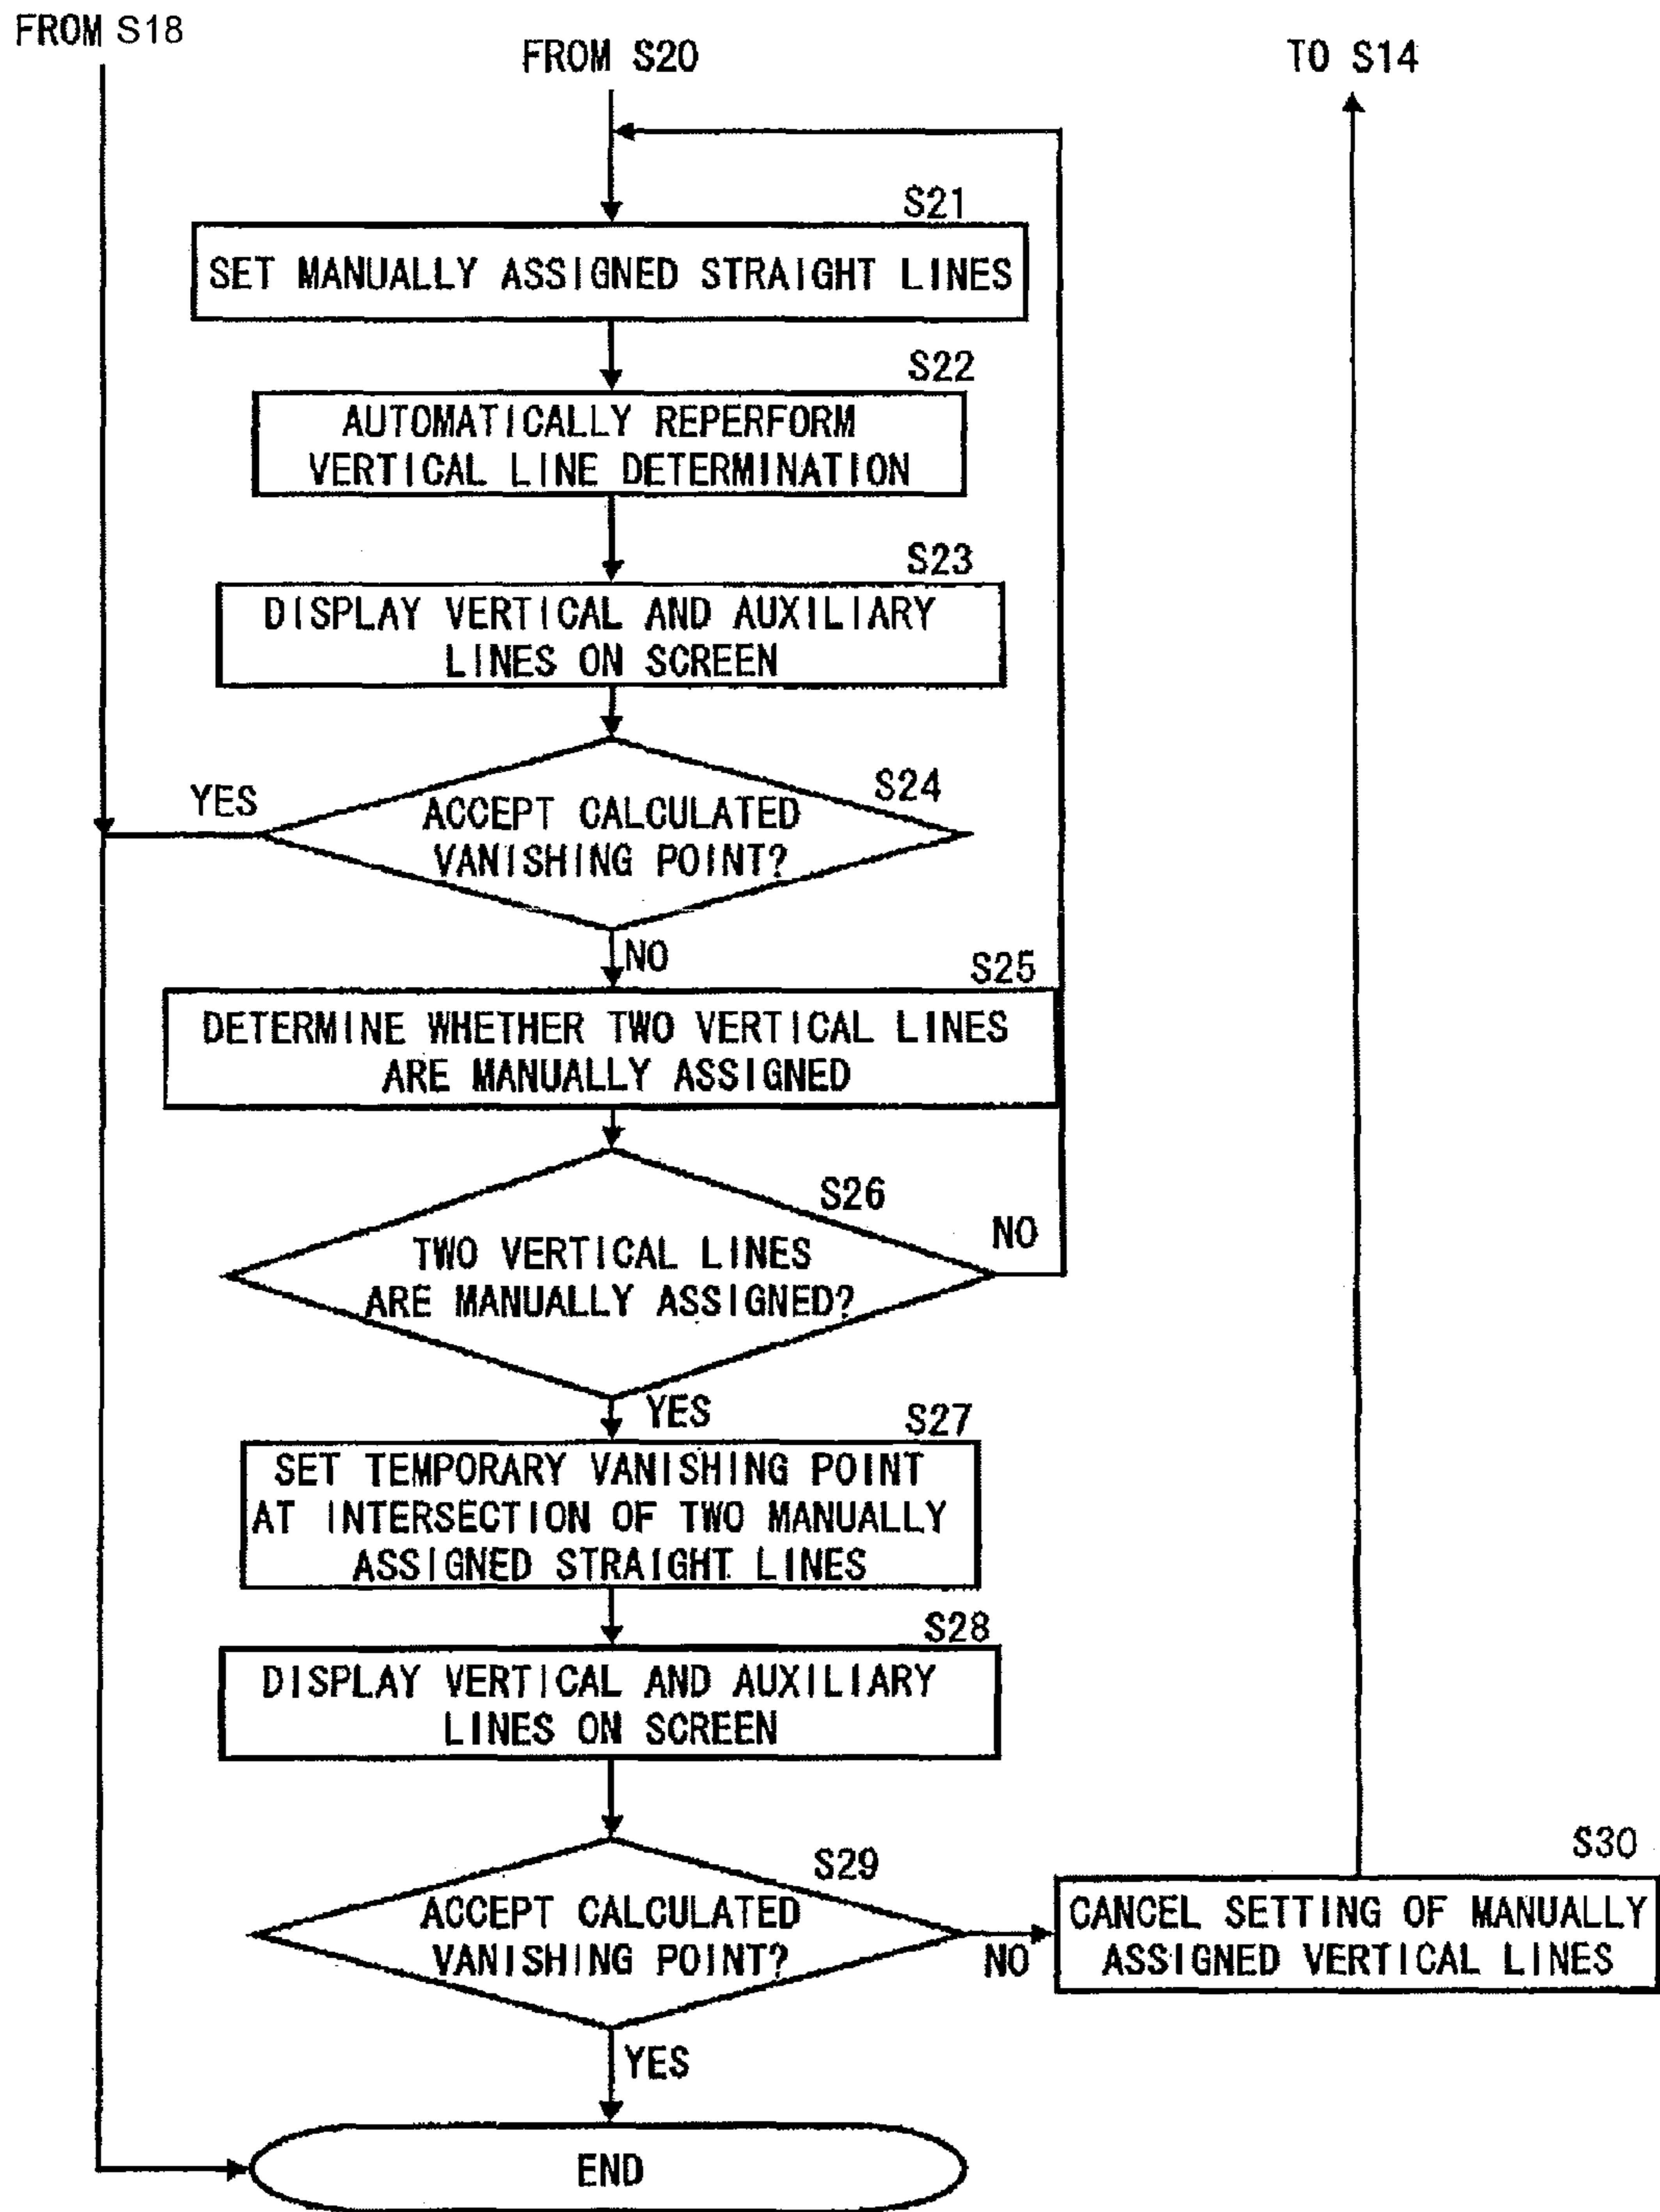 FROM S18
FROM S20
TO S14
S21
SET MANUALLY ASSIGNED STRAIGHT LINES
S22
AUTOMATICALLY REPERFORM
VERTICAL LINE DETERMINATION
S23
DISPLAY VERTICAL AND AUXILIARY
LINES ON SCREEN
S24
YES
ACCEPT CALCULATED
VANISHING POINT?
NO
S25
DETERMINE WHETHER TWO VERTICAL LINES
ARE MANUALLY ASSIGNED
S26
NO
TWO VERTICAL LINES
ARE MANUALLY ASSIGNED?
YES
S27
SET TEMPORARY VANISHING POINT
AT INTERSECTION OF TWO MANUALLY
ASSIGNED STRAIGHT LINES
S28
DISPLAY VERTICAL AND AUXILIARY
LINES ON SCREEN
S29
ACCEPT CALCULATED
VANISHING POINT?
NO
S30
CANCEL SETTING OF MANUALLY
ASSIGNED VERTICAL LINES
YES
END